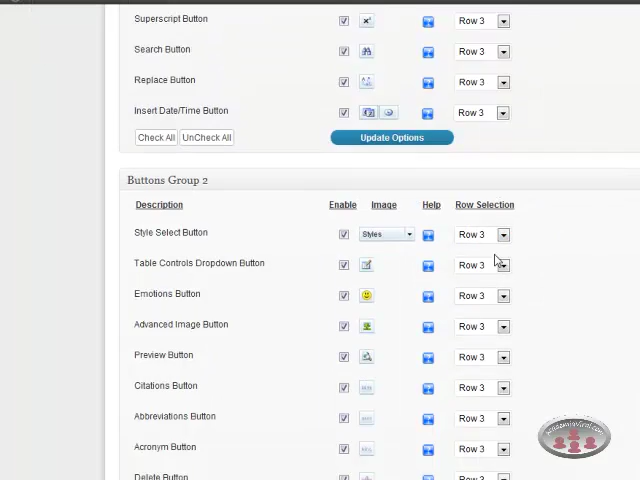 Superscript Button Row 3
Search Button Row 3
Replace Button Row 3
Insert Date/Time Button Row 3
Check All UnCheck All Update Options
Buttons Group 2
Description Enable Image Help Row Selection
Style Select Button Styles Row 3
Table Controls Dropdown Button Row 3
Emotions Button Row 3
Advanced Image Button Row 3
Preview Button Row 3
Citations Button Row 3
Abbreviations Button Row 3
Acronym Button Row 3
Delete Button